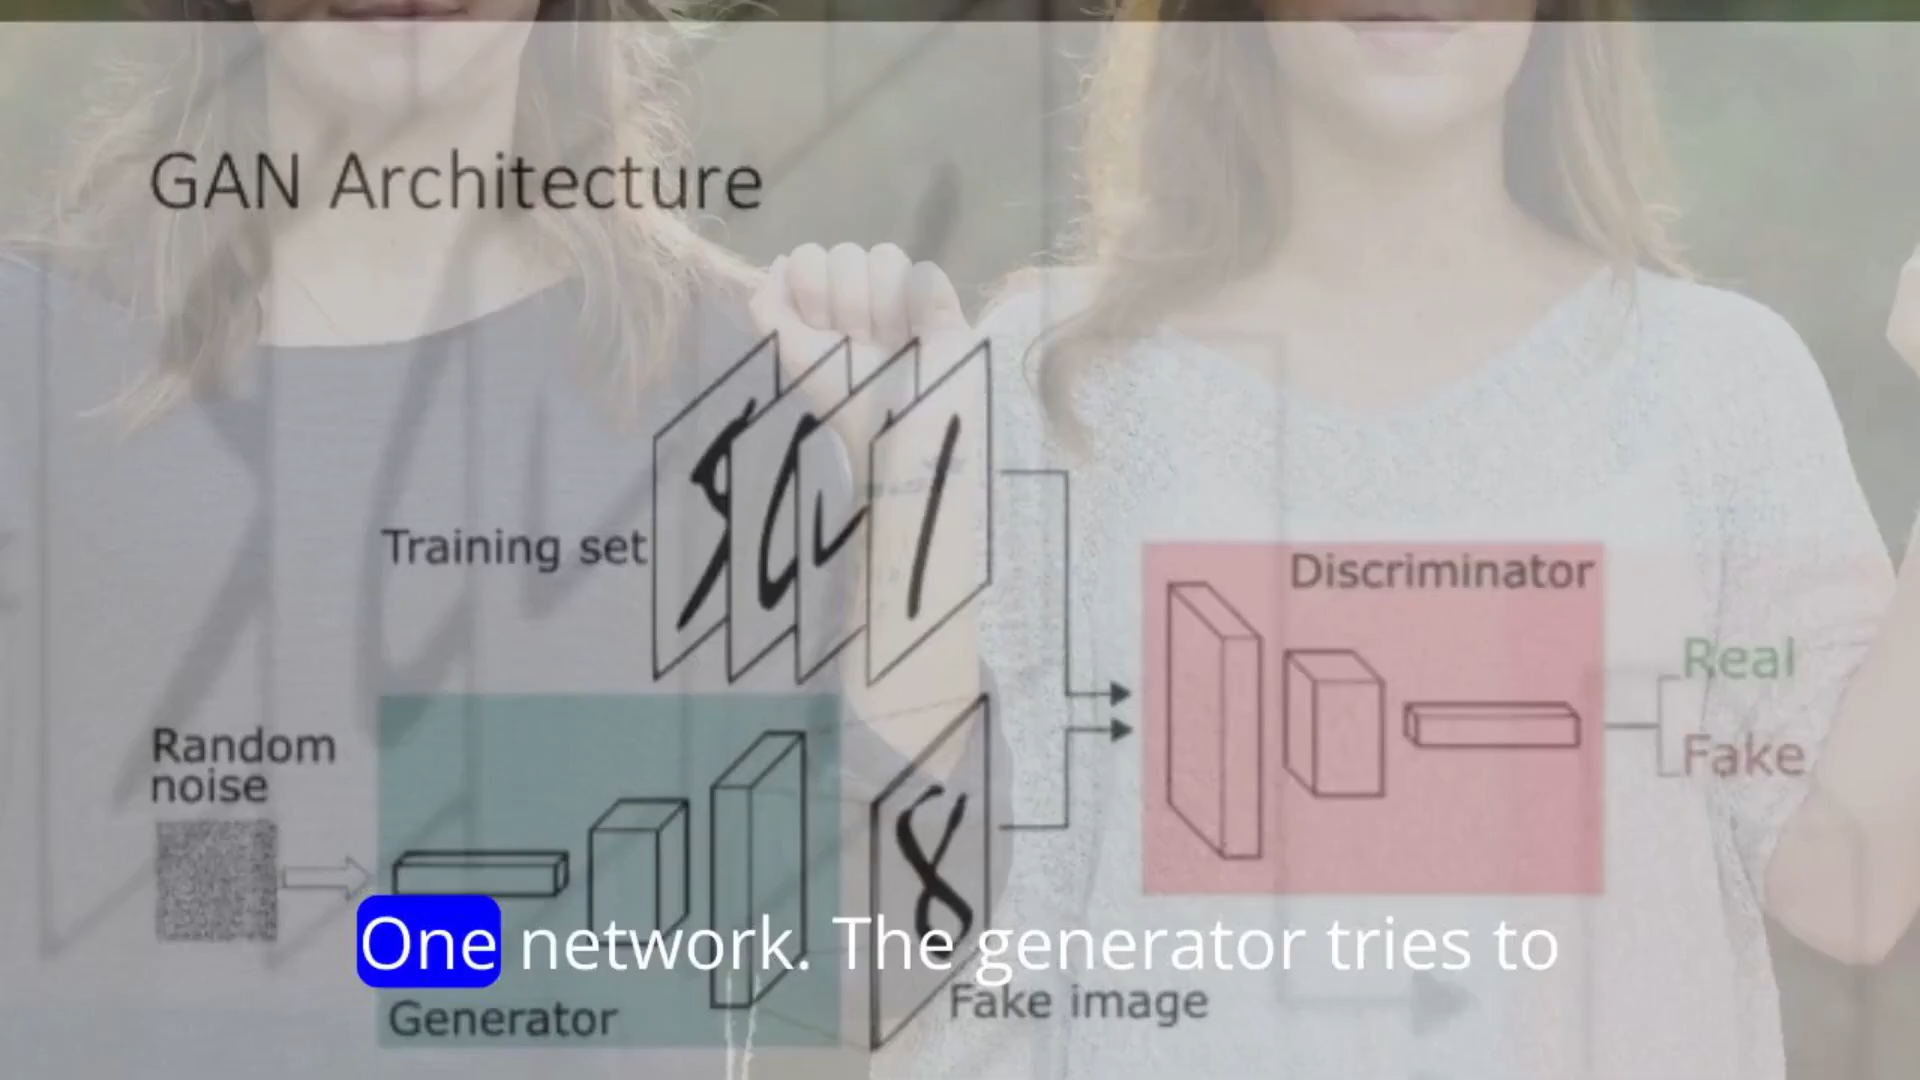 GAN Architecture
Training set
Discriminator
Real
Fake
Random
noise
One network. The generator tries to
Generator
Fake image